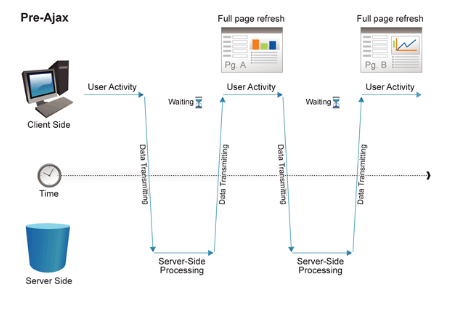 Pre-Ajax
Full page refresh
Full page refresh
Pg. A
Pg. B
User Activity
User Activity
User Activity
Waiting
Waiting
Client Side
Data Transmitting
Data Transmitting
Data Transmitting
Data Transmitting
Time
Server-Side
Processing
Server-Side
Processing
Server Side